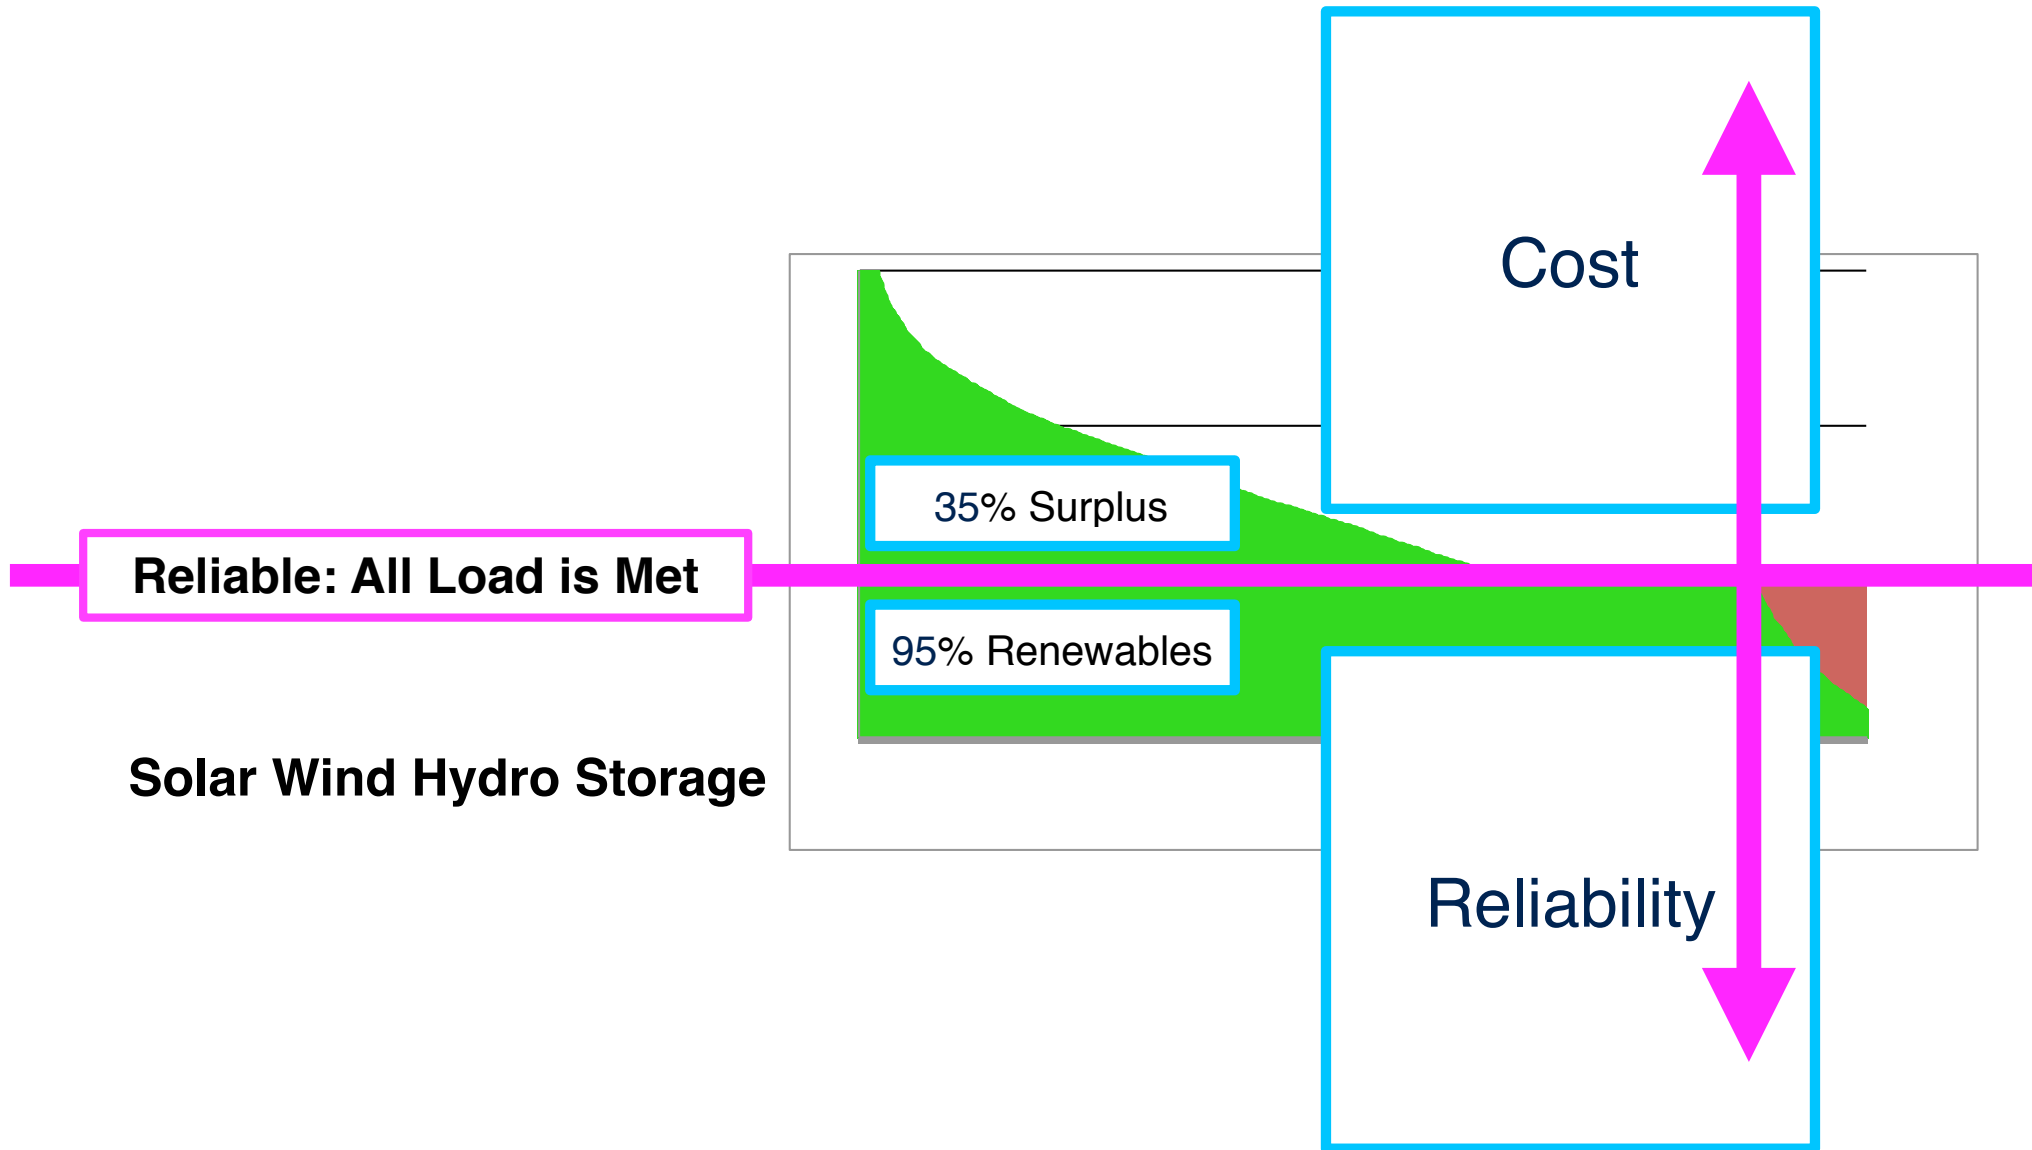 Cost
35% Surplus
Reliable: All Load is Met
95% Renewables
Solar Wind Hydro Storage
Reliability